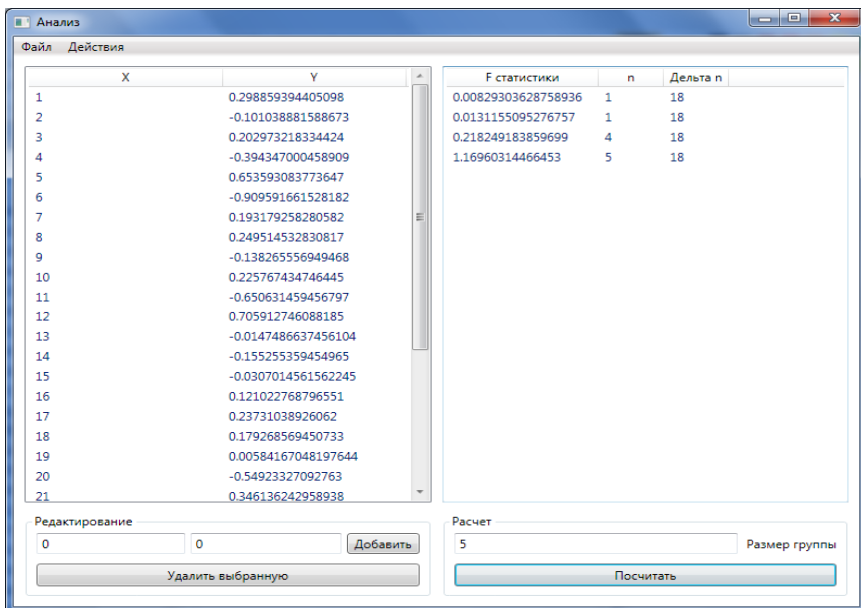 Анализ
Файл Действия
X Y
1 0.298859394405098
2 -0.101038881588673
3 0.202973218334424
4 -0.394347000458909
5 0.653593083773647
6 -0.909591661528182
7 0.193179258280582
8 0.249514532830817
9 -0.138265556949468
10 0.225767434746445
11 -0.650631459456797
12 0.705912746088185
13 -0.0147486637456104
14 -0.155255359454965
15 -0.0307014561562245
16 0.121022768796551
17 0.23731038926062
18 0.179268569450733
19 0.00584167048197644
20 -0.54923327092763
21 0.346136242958938
F статистики n Дельта n
0.00829303628758936 1 18
0.0131155095276757 1 18
0.218249183859699 4 18
1.16960314466453 5 18
Редактирование
0 0 Добавить
Удалить выбранную
Расчет
5 Размер группы
Посчитать